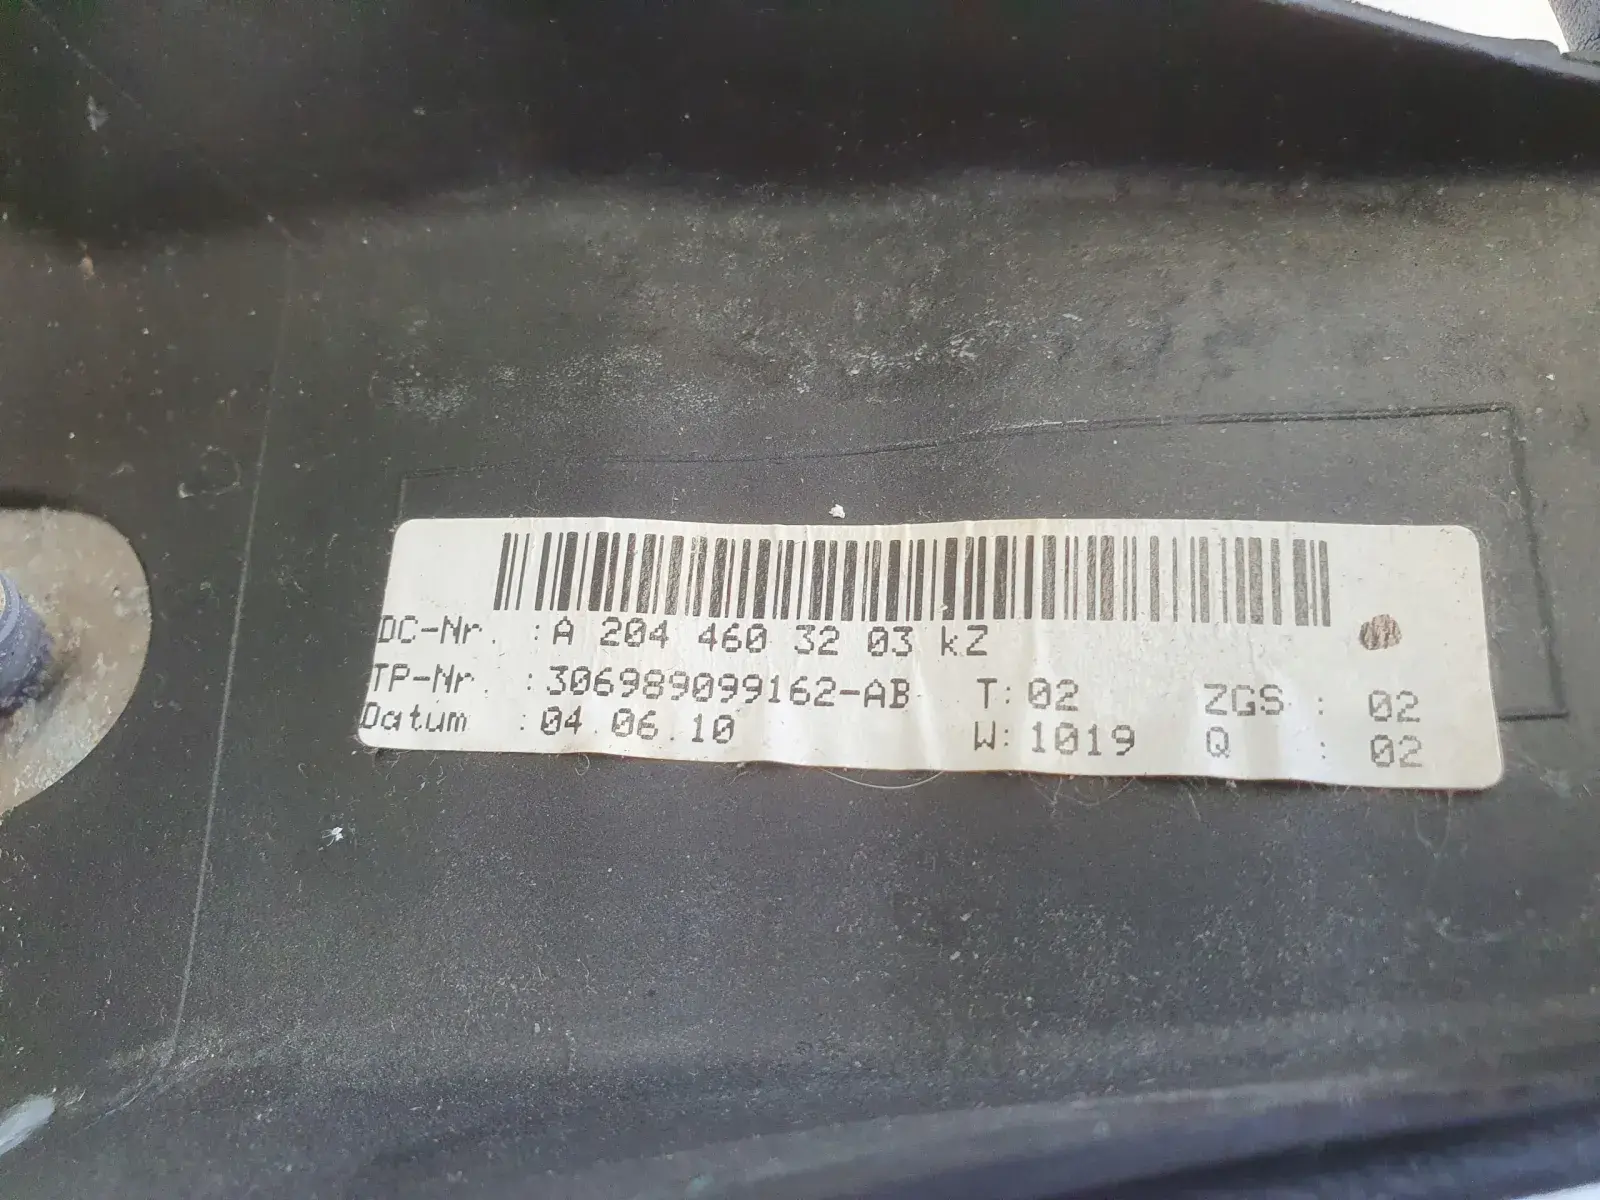 DC-Nr. : A 204 460 32 03 kZ
TP-Nr. : 306989099162-AB T: 02 ZGS : 02
Datum : 04.06.10 W: 1019 Q : 02